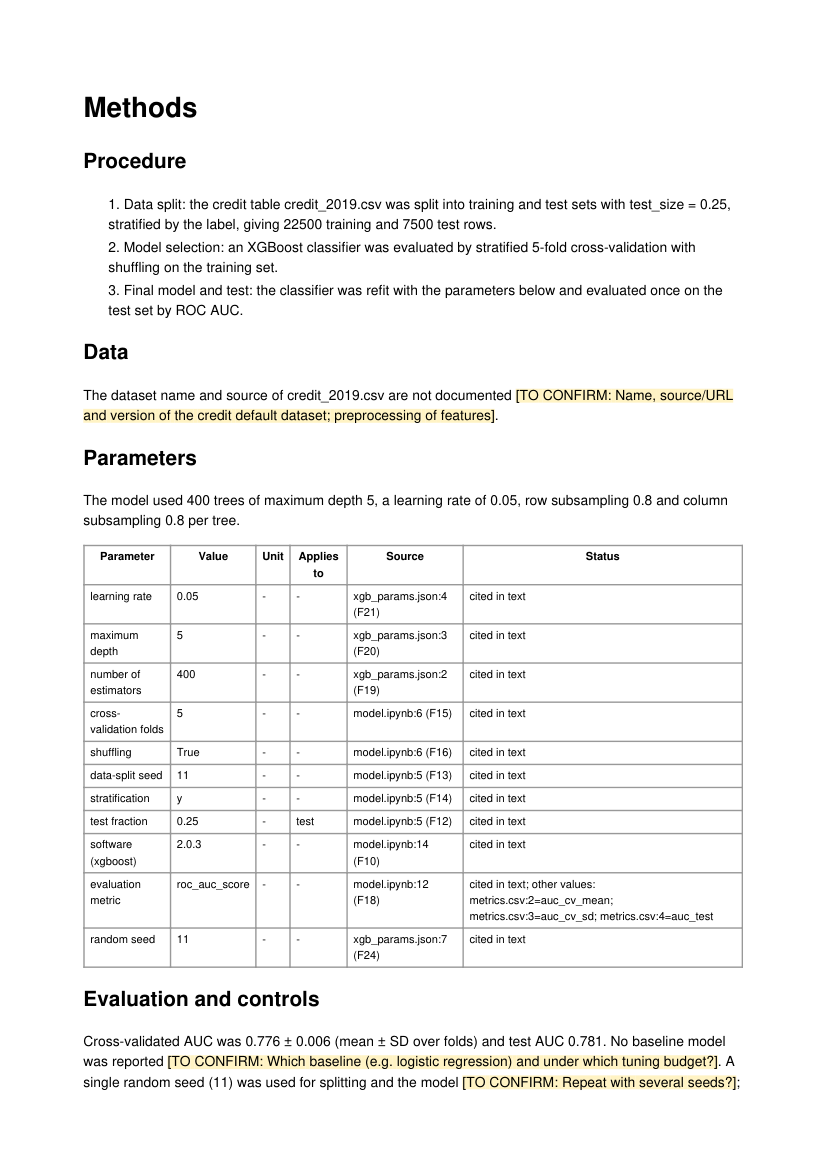 Methods
Procedure
1. Data split: the credit table credit_2019.csv was split into training and test sets with test_size = 0.25,
stratified by the label, giving 22500 training and 7500 test rows.
2. Model selection: an XGBoost classifier was evaluated by stratified 5-fold cross-validation with
shuffling on the training set.
3. Final model and test: the classifier was refit with the parameters below and evaluated once on the
test set by ROC AUC.
Data
The dataset name and source of credit_2019.csv are not documented [TO CONFIRM: Name, source/URL
and version of the credit default dataset; preprocessing of features].
Parameters
The model used 400 trees of maximum depth 5, a learning rate of 0.05, row subsampling 0.8 and column
subsampling 0.8 per tree.
Parameter Value Unit Applies to Source Status
learning rate 0.05 - - xgb_params.json:4 (F21) cited in text
maximum depth 5 - - xgb_params.json:3 (F20) cited in text
number of estimators 400 - - xgb_params.json:2 (F19) cited in text
cross-validation folds 5 - - model.ipynb:6 (F15) cited in text
shuffling True - - model.ipynb:6 (F16) cited in text
data-split seed 11 - - model.ipynb:5 (F13) cited in text
stratification y - - model.ipynb:5 (F14) cited in text
test fraction 0.25 - test model.ipynb:5 (F12) cited in text
software (xgboost) 2.0.3 - - model.ipynb:14 (F10) cited in text
evaluation metric roc_auc_score - - model.ipynb:12 (F18) cited in text; other values: metrics.csv:2=auc_cv_mean; metrics.csv:3=auc_cv_sd; metrics.csv:4=auc_test
random seed 11 - - xgb_params.json:7 (F24) cited in text
Evaluation and controls
Cross-validated AUC was 0.776 ± 0.006 (mean ± SD over folds) and test AUC 0.781. No baseline model
was reported [TO CONFIRM: Which baseline (e.g. logistic regression) and under which tuning budget?]. A
single random seed (11) was used for splitting and the model [TO CONFIRM: Repeat with several seeds?];